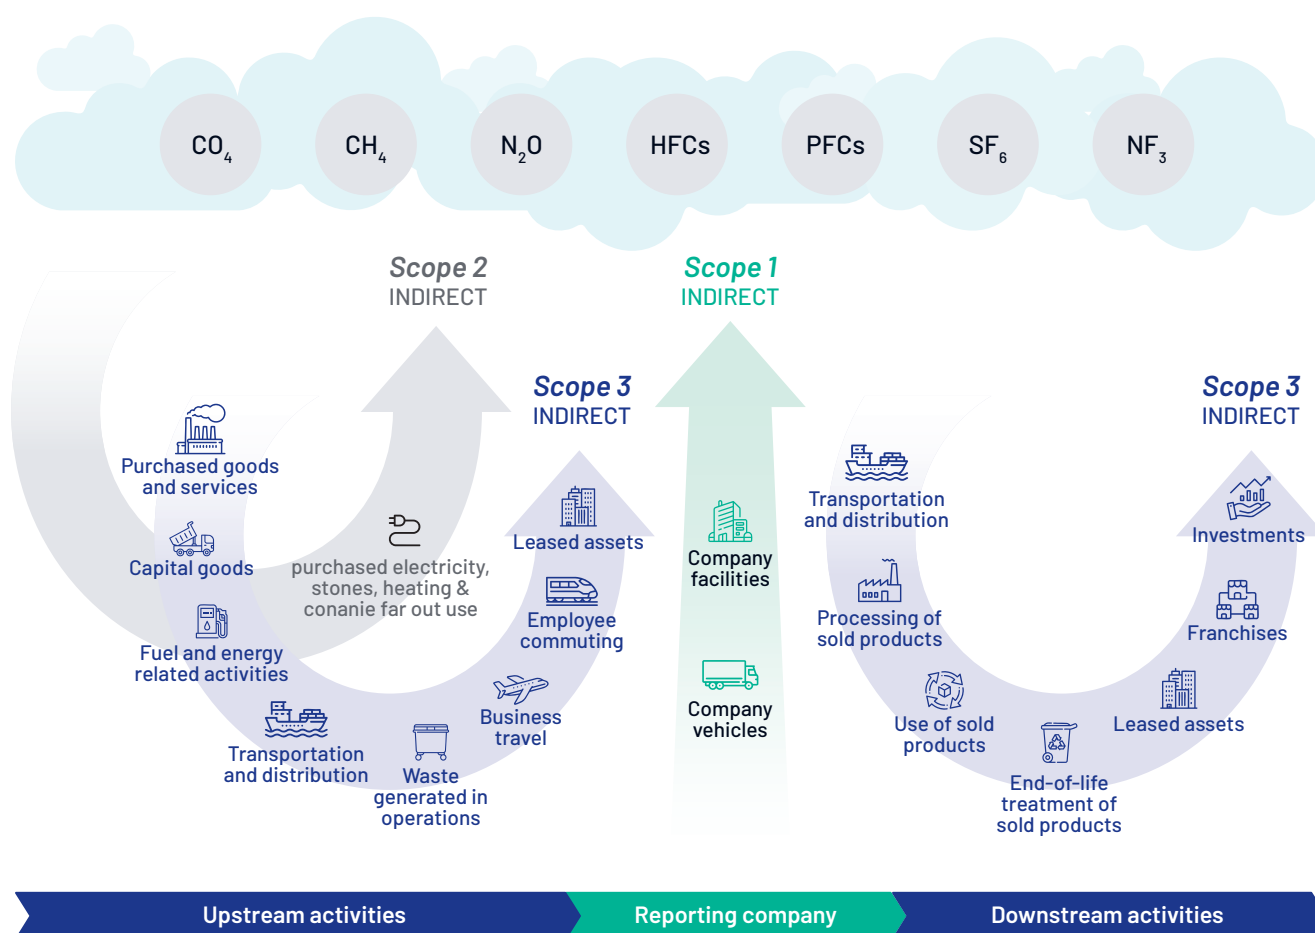 CO4
CH4
N2O
HFCs
PFCs
SF6
NF3
Scope 2
INDIRECT
Scope 1
INDIRECT
Scope 3
INDIRECT
Scope 3
INDIRECT
Purchased goods
and services
Capital goods
Fuel and energy
related activities
Transportation
and distribution
Waste
generated in
operations
Business
travel
Employee
commuting
Leased assets
purchased electricity,
stones, heating &
conanie far out use
Company
facilities
Company
vehicles
Transportation
and distribution
Processing of
sold products
Use of sold
products
End-of-life
treatment of
sold products
Leased assets
Franchises
Investments
Upstream activities
Reporting company
Downstream activities